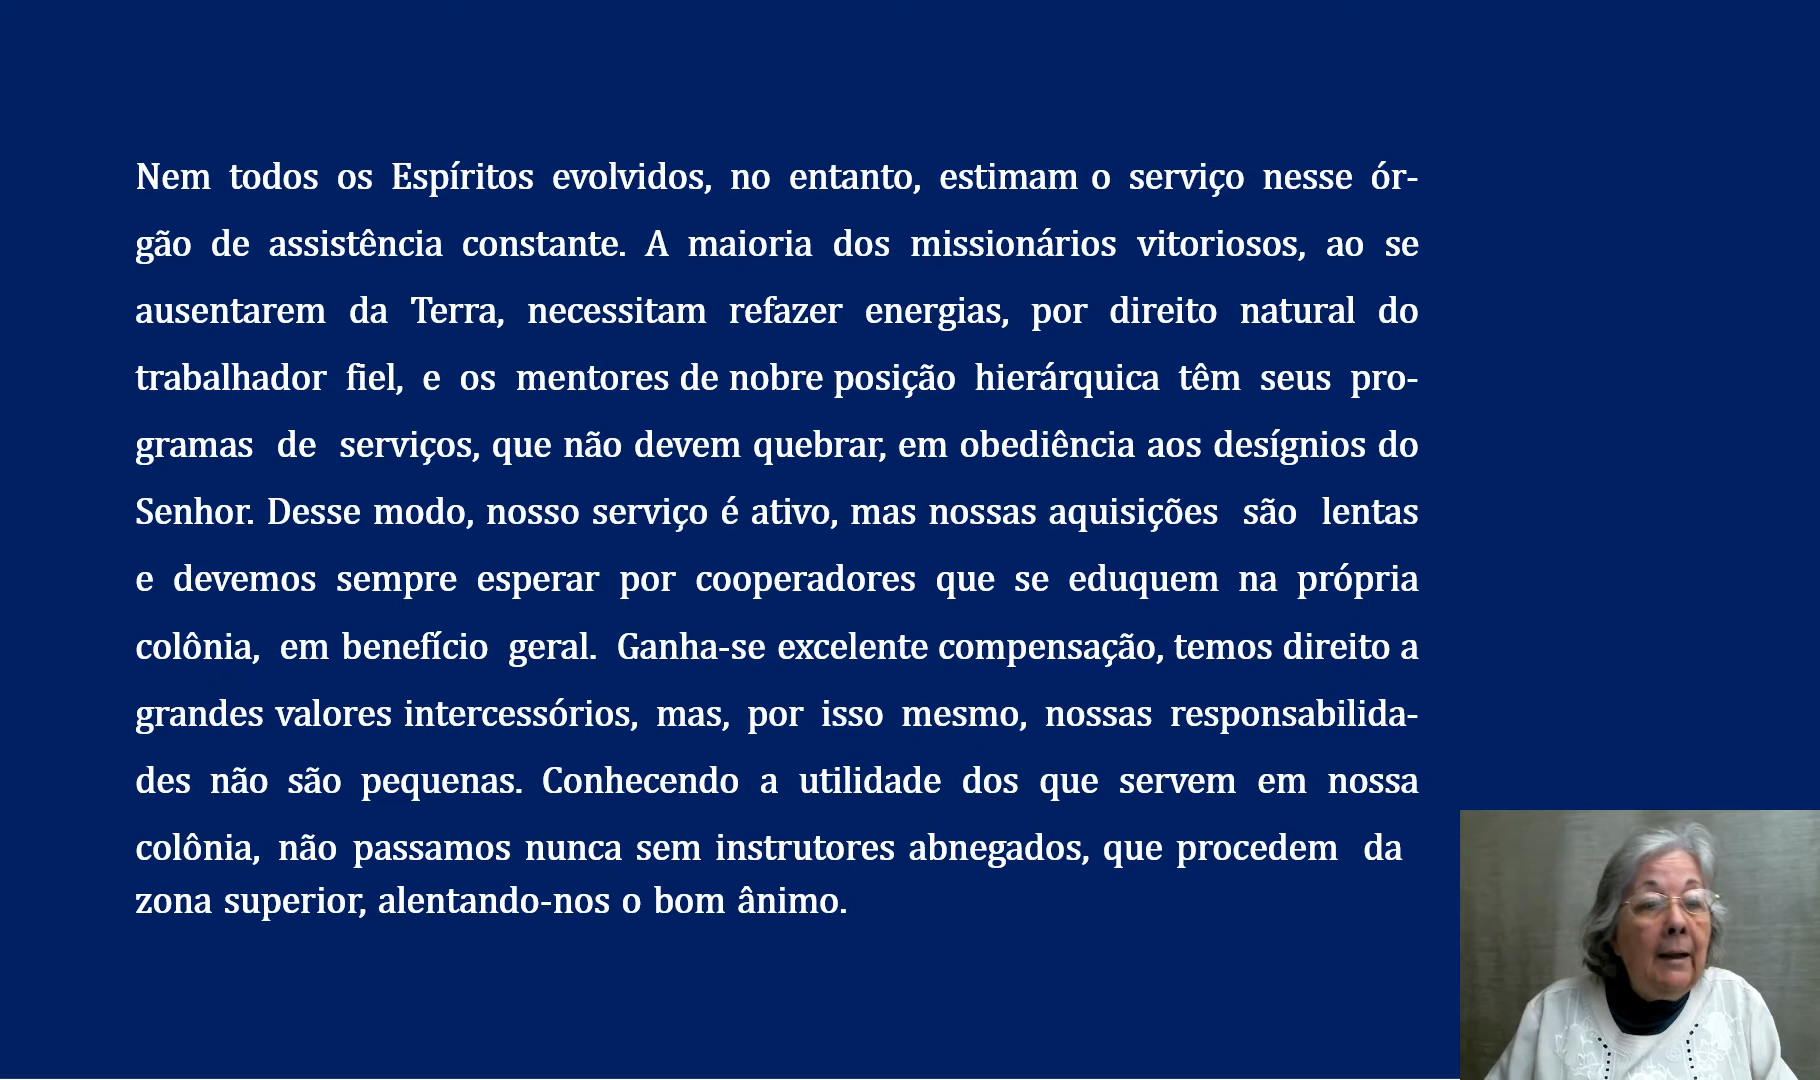 Nem todos os Espíritos evolvidos, no entanto, estimam o serviço nesse ór-
gão de assistência constante. A maioria dos missionários vitoriosos, ao se
ausentarem da Terra, necessitam refazer energias, por direito natural do
trabalhador fiel, e os mentores de nobre posição hierárquica têm seus pro-
gramas de serviços, que não devem quebrar, em obediência aos desígnios do
Senhor. Desse modo, nosso serviço é ativo, mas nossas aquisições são lentas
e devemos sempre esperar por cooperadores que se eduquem na própria
colônia, em benefício geral. Ganha-se excelente compensação, temos direito a
grandes valores intercessórios, mas, por isso mesmo, nossas responsabilida-
des não são pequenas. Conhecendo a utilidade dos que servem em nossa
colônia, não passamos nunca sem instrutores abnegados, que procedem da
zona superior, alentando-nos o bom ânimo.